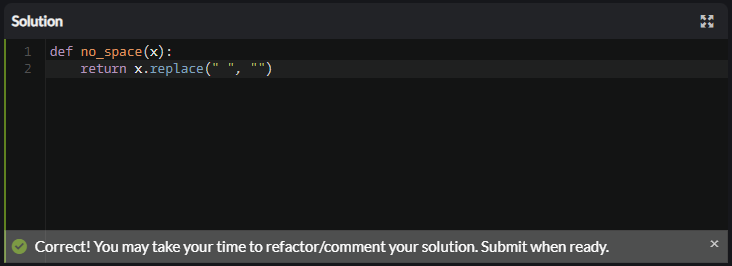 Solution
1 def no_space(x):
2     return x.replace(" ", "")
Correct! You may take your time to refactor/comment your solution. Submit when ready. ×